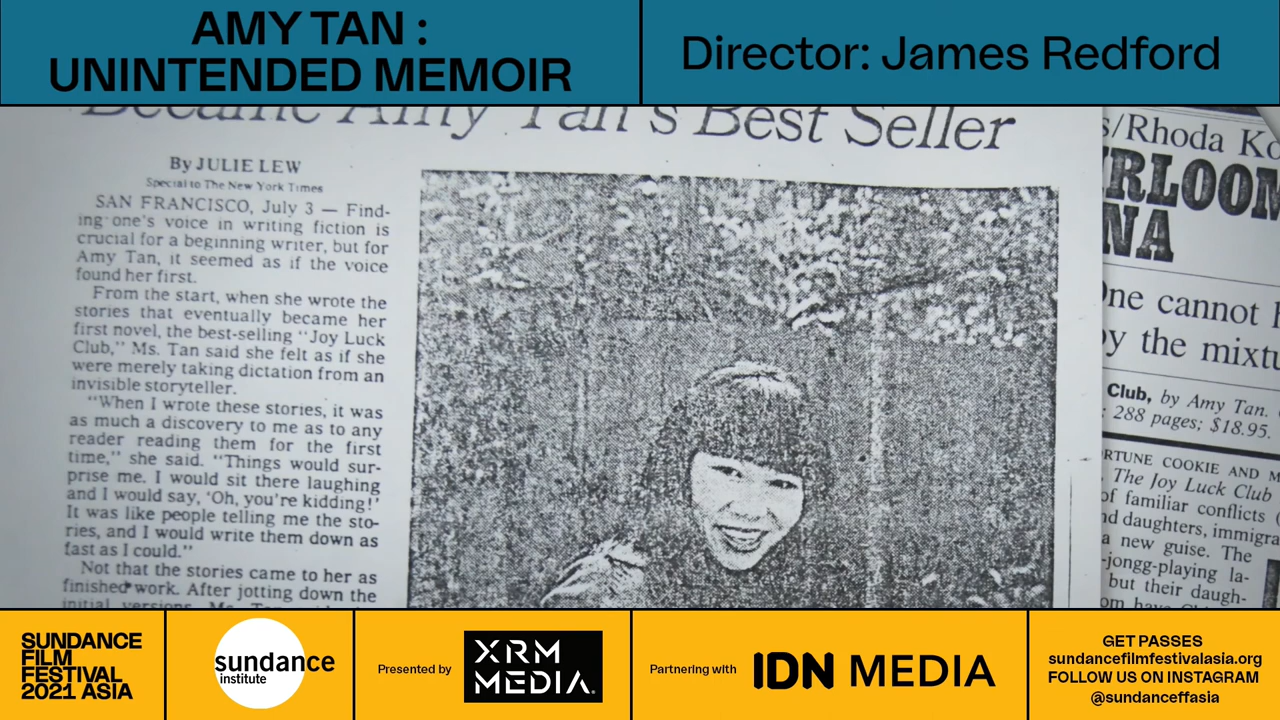 AMY TAN :
UNINTENDED MEMOIR
Director: James Redford
Became Amy Tan's Best Seller
By JULIE LEW
Special to The New York Times
SAN FRANCISCO, July 3 — Find-
ing one's voice in writing fiction is
crucial for a beginning writer, but for
Amy Tan, it seemed as if the voice
found her first.
From the start, when she wrote the
stories that eventually became her
first novel, the best-selling "Joy Luck
Club," Ms. Tan said she felt as if she
were merely taking dictation from an
invisible storyteller.
"When I wrote these stories, it was
as much a discovery to me as to any
reader reading them for the first
time," she said. "Things would sur-
prise me. I would sit there laughing
and I would say, 'Oh, you're kidding!'
It was like people telling me the sto-
ries, and I would write them down as
fast as I could."
Not that the stories came to her as
finished work. After jotting down the
initial versions, Ms. Tan
s/Rhoda Ko
IRLOOM
NA
One cannot
by the mixtu
Club, by Amy Tan.
288 pages; $18.95.
RTUNE COOKIE AND M
The Joy Luck Club
of familiar conflicts
nd daughters, immigra
a new guise. The
-jongg-playing la-
but their daugh-
om have
SUNDANCE
FILM
FESTIVAL
2021 ASIA
sundance
institute
Presented by
XRM
MEDIA
Partnering with
IDN MEDIA
GET PASSES
sundancefilmfestivalasia.org
FOLLOW US ON INSTAGRAM
@sundanceffasia